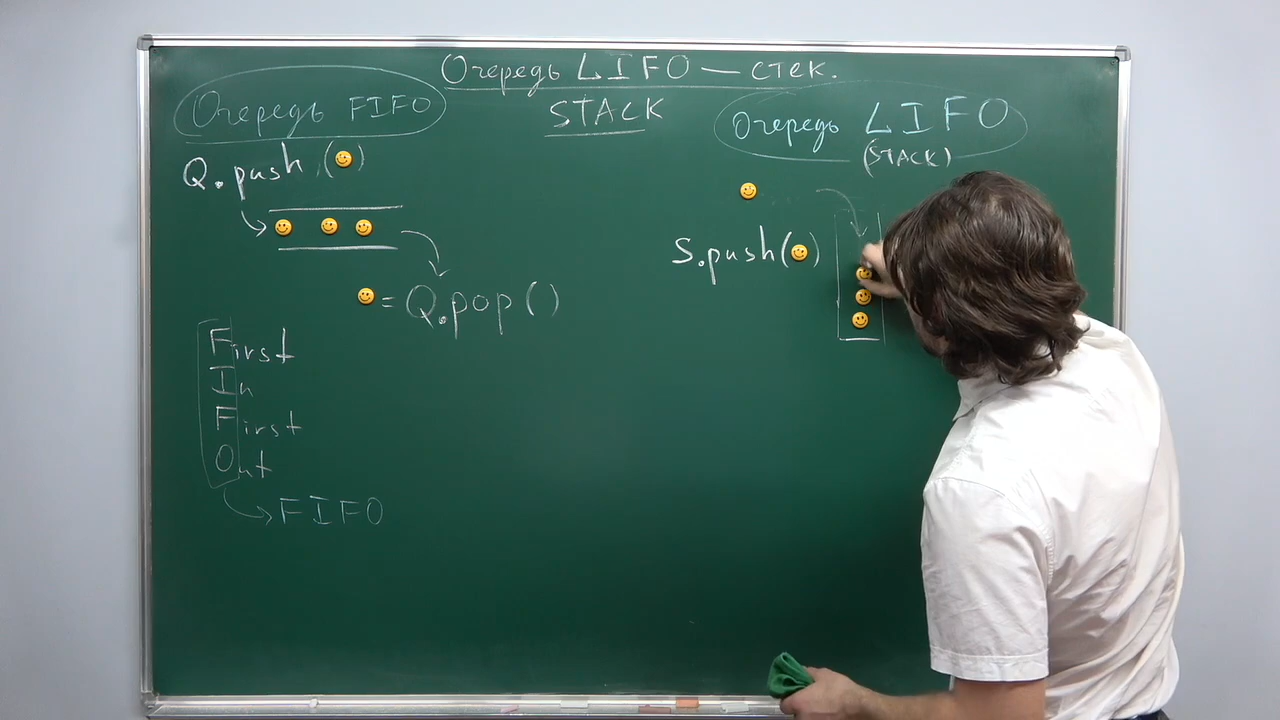 Очередь LIFO — стек.
STACK
Очередь FIFO
Q.push (😊)
😊 = Q.pop()
First
In
First
Out
FIFO
Очередь LIFO
(STACK)
S.push(😊)